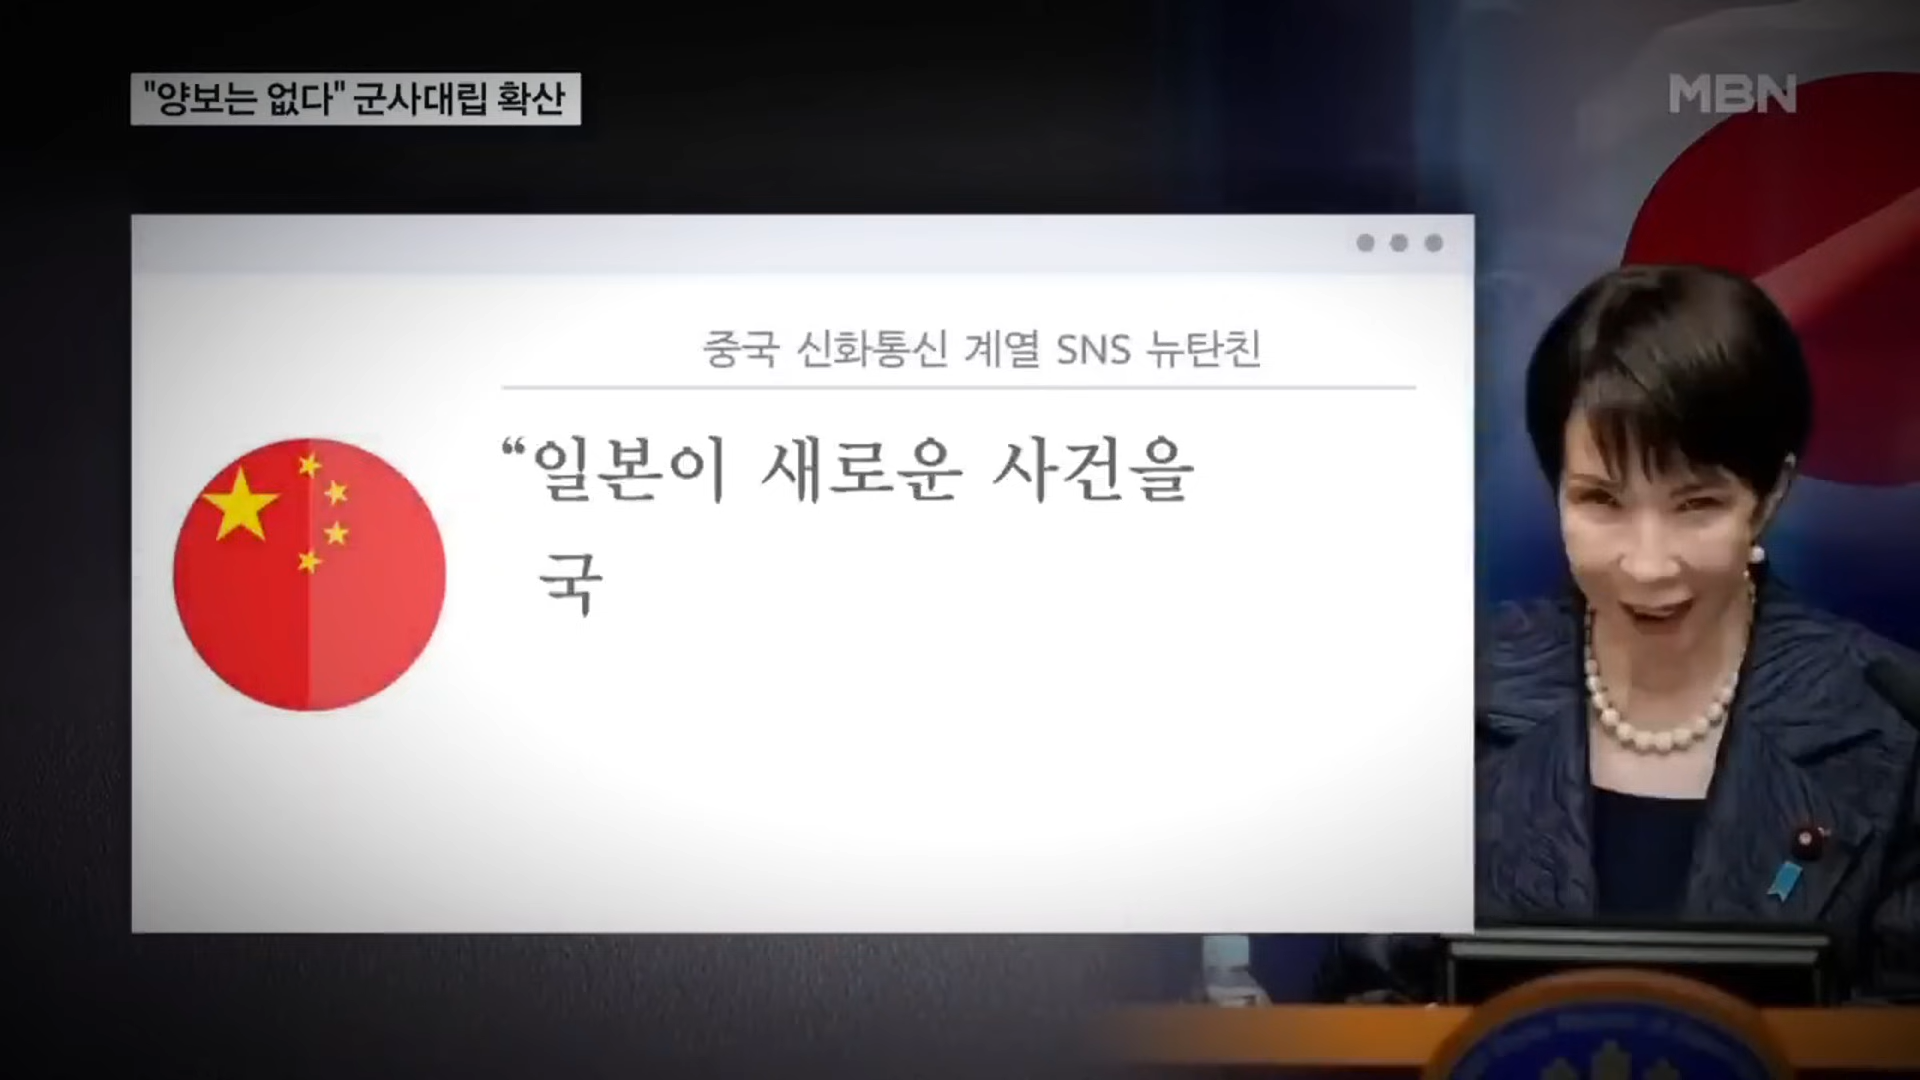 "양보는 없다" 군사대립 확산
MBN
중국 신화통신 계열 SNS 뉴탄친
“일본이 새로운 사건을
국